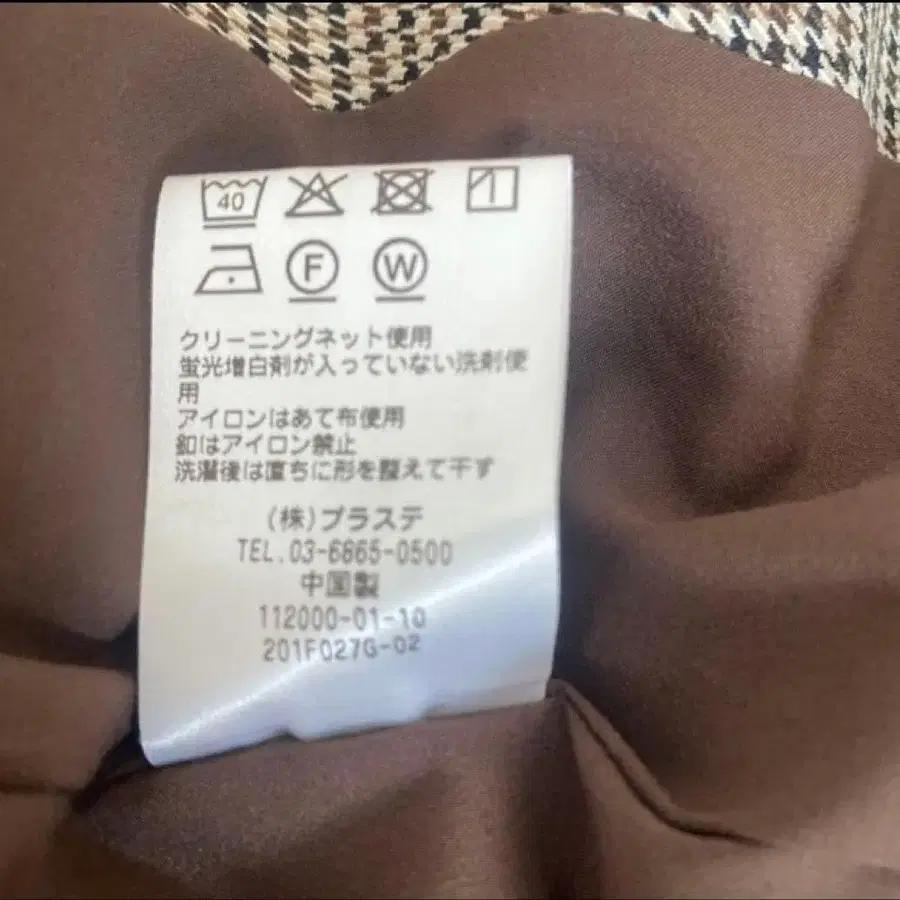 40
F W
クリーニングネット使用
蛍光増白剤が入っていない洗剤使
用
アイロンはあて布使用
釦はアイロン禁止
洗濯後は直ちに形を整えて干す
(株)プラステ
TEL.03-6865-0500
中国製
112000-01-10
201F027G-02